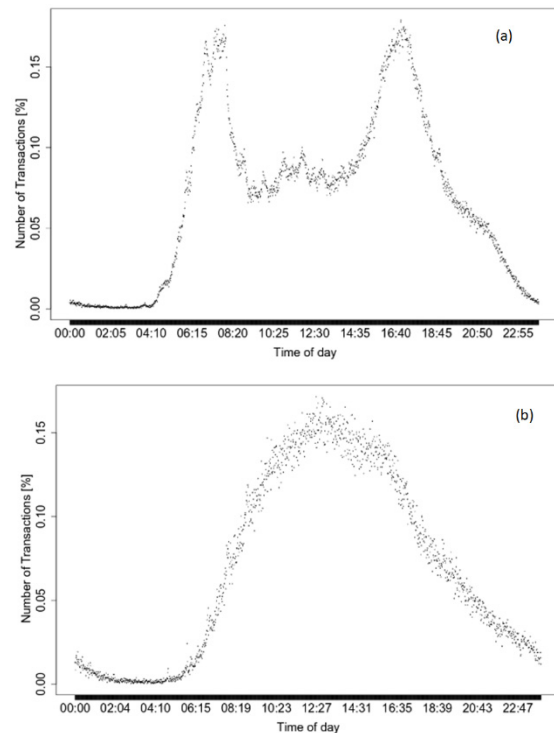 (a)
Number of Transactions [%]
0.15
0.10
0.05
0.00
00:00 02:05 04:10 06:15 08:20 10:25 12:30 14:35 16:40 18:45 20:50 22:55
Time of day
(b)
Number of Transactions [%]
0.15
0.10
0.05
0.00
00:00 02:04 04:10 06:15 08:19 10:23 12:27 14:31 16:35 18:39 20:43 22:47
Time of day